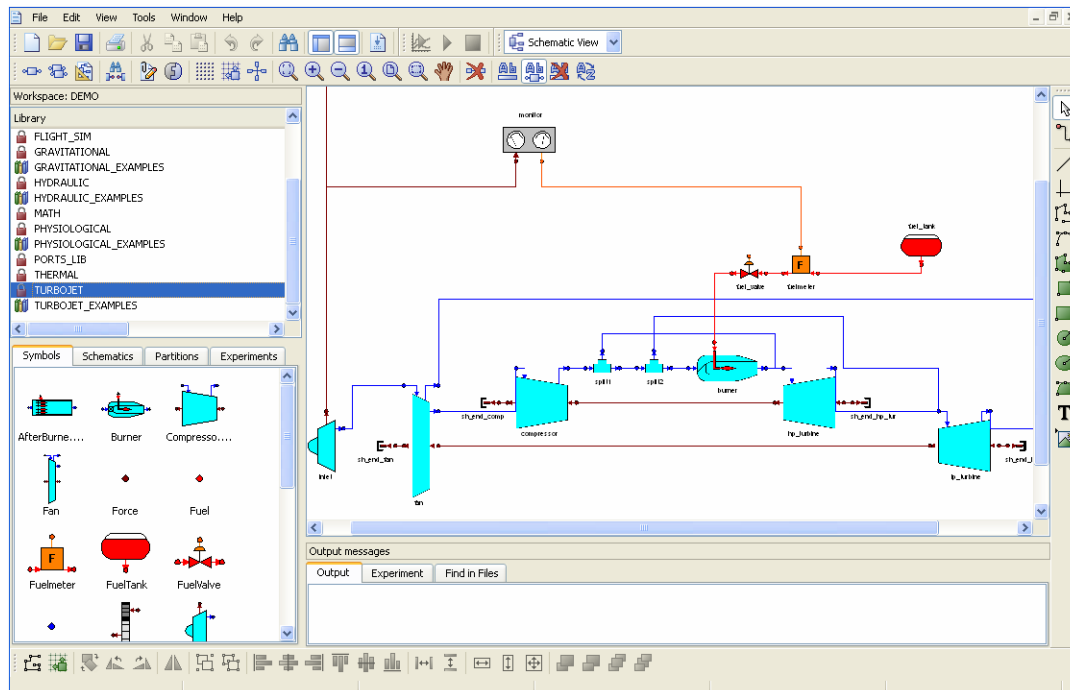 File Edit View Tools Window Help
Schematic View
Workspace: DEMO
Library
FLIGHT_SIM
GRAVITATIONAL
GRAVITATIONAL_EXAMPLES
HYDRAULIC
HYDRAULIC_EXAMPLES
MATH
PHYSIOLOGICAL
PHYSIOLOGICAL_EXAMPLES
PORTS_LIB
THERMAL
TURBOJET
TURBOJET_EXAMPLES
Symbols Schematics Partitions Experiments
AfterBurne.... Burner Compresso....
Fan Force Fuel
F
Fuelmeter FuelTank FuelValve
monitor
fuel_tank
F
fuel_valve fuelmeter
split1 split2 burner
sh_end_comp sh_end_hp_tur
compressor hp_turbine
sh_end_fan
inlet fan lp_turbine
T
Output messages
Output Experiment Find in Files